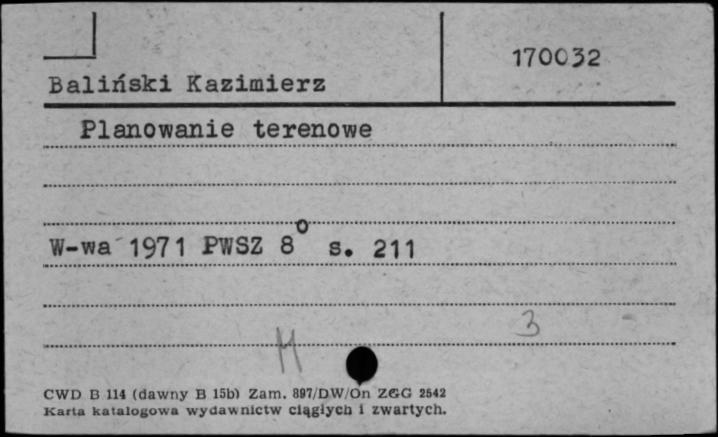 170032
Baliński Kazimierz
Planowanie terenowe
W-wa 1971 PWSZ 8° s. 211
M 3
CWD B 114 (dawny B 15b) Zam. 897/DW/On ZGG 2542
Karta katalogowa wydawnictw ciągłych i zwartych.